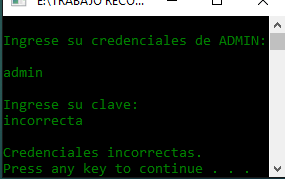 E:\TRABAJO RECO...
Ingrese su credenciales de ADMIN:
admin
Ingrese su clave:
incorrecta
Credenciales incorrectas.
Press any key to continue . . .